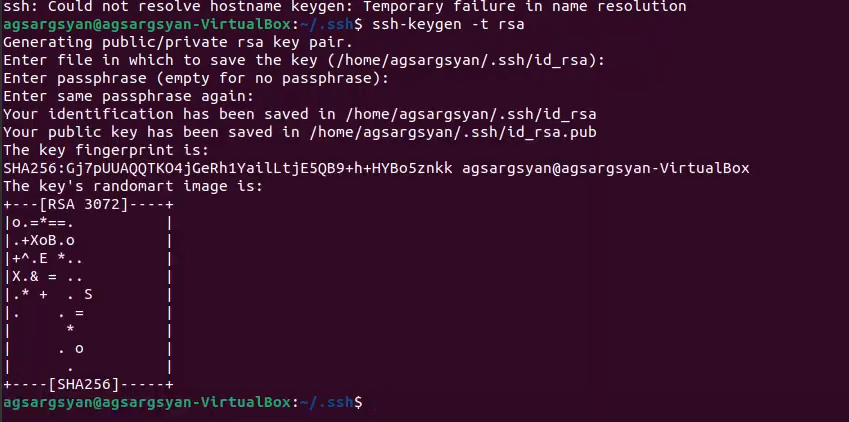 ssh: Could not resolve hostname keygen: Temporary failure in name resolution
agsargsyan@agsargsyan-VirtualBox:~/.ssh$ ssh-keygen -t rsa
Generating public/private rsa key pair.
Enter file in which to save the key (/home/agsargsyan/.ssh/id_rsa):
Enter passphrase (empty for no passphrase):
Enter same passphrase again:
Your identification has been saved in /home/agsargsyan/.ssh/id_rsa
Your public key has been saved in /home/agsargsyan/.ssh/id_rsa.pub
The key fingerprint is:
SHA256:Gj7pUUAQQTKO4jGeRh1YailLtjE5QB9+h+HYBo5znkk agsargsyan@agsargsyan-VirtualBox
The key's randomart image is:
+---[RSA 3072]----+
|o.=*==.          |
|.+XoB.o          |
|+^.E *..         |
|X.& = ..         |
|.* +  . S        |
|.    . =         |
|      *          |
|     . o         |
|      .          |
+----[SHA256]-----+
agsargsyan@agsargsyan-VirtualBox:~/.ssh$